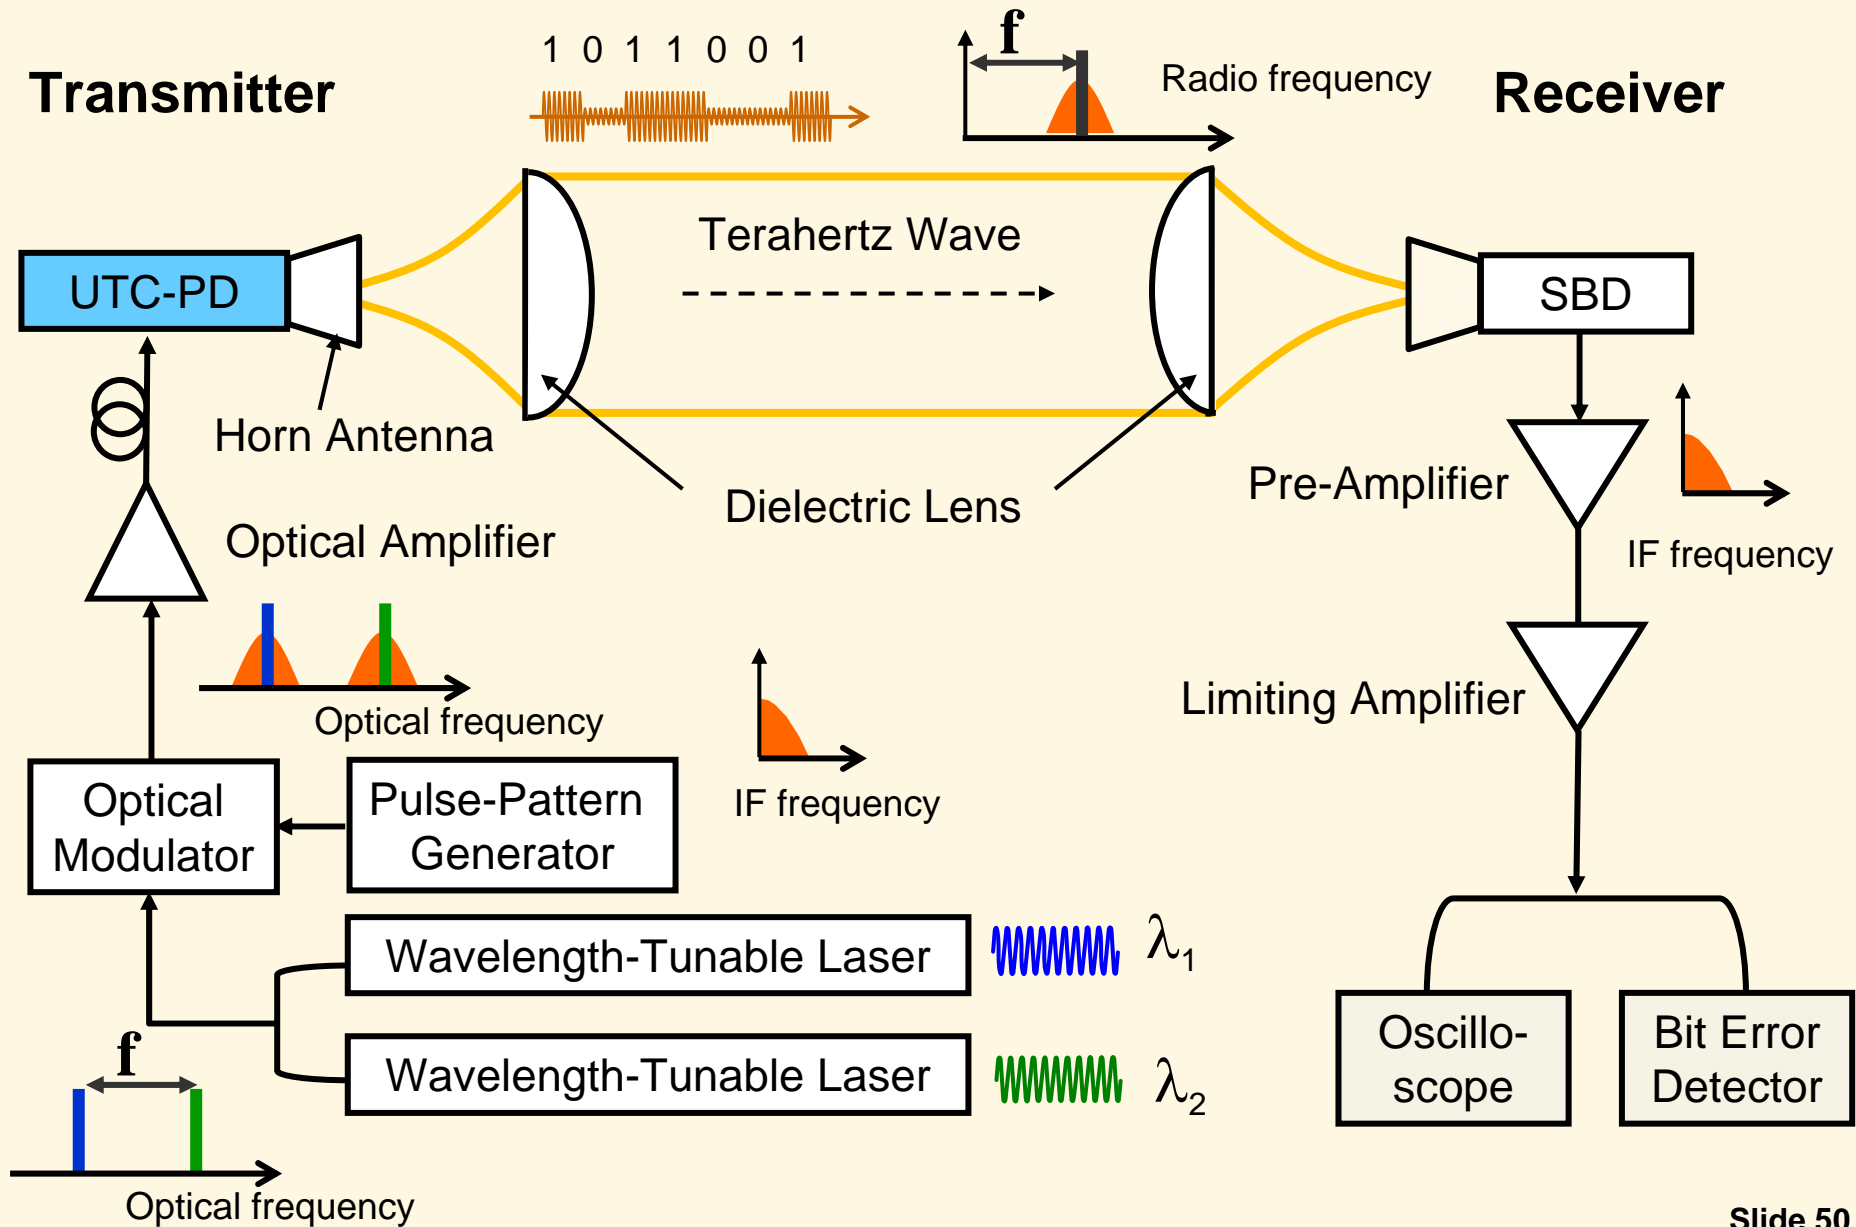 1 0 1 1 0 0 1
f
Transmitter
Radio frequency
Receiver
Terahertz Wave
UTC-PD
SBD
Horn Antenna
Dielectric Lens
Pre-Amplifier
Optical Amplifier
IF frequency
Optical frequency
Limiting Amplifier
IF frequency
Optical
Modulator
Pulse-Pattern
Generator
Wavelength-Tunable Laser
λ1
Wavelength-Tunable Laser
λ2
f
Optical frequency
Oscillo-
scope
Bit Error
Detector
Slide 50